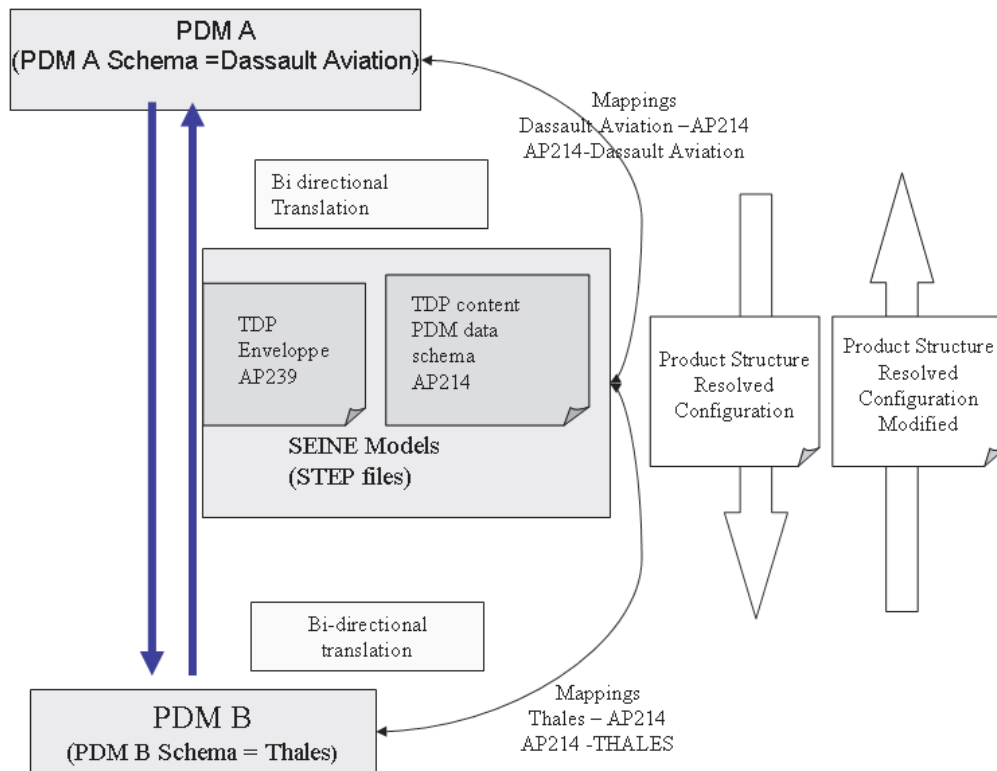 PDM A
(PDM A Schema =Dassault Aviation)
Mappings
Dassault Aviation –AP214
AP214-Dassault Aviation
Bi directional
Translation
TDP
Enveloppe
AP239
TDP content
PDM data
schema
AP214
SEINE Models
(STEP files)
Product Structure
Resolved
Configuration
Product Structure
Resolved
Configuration
Modified
Bi-directional
translation
Mappings
Thales – AP214
AP214 -THALES
PDM B
(PDM B Schema = Thales)